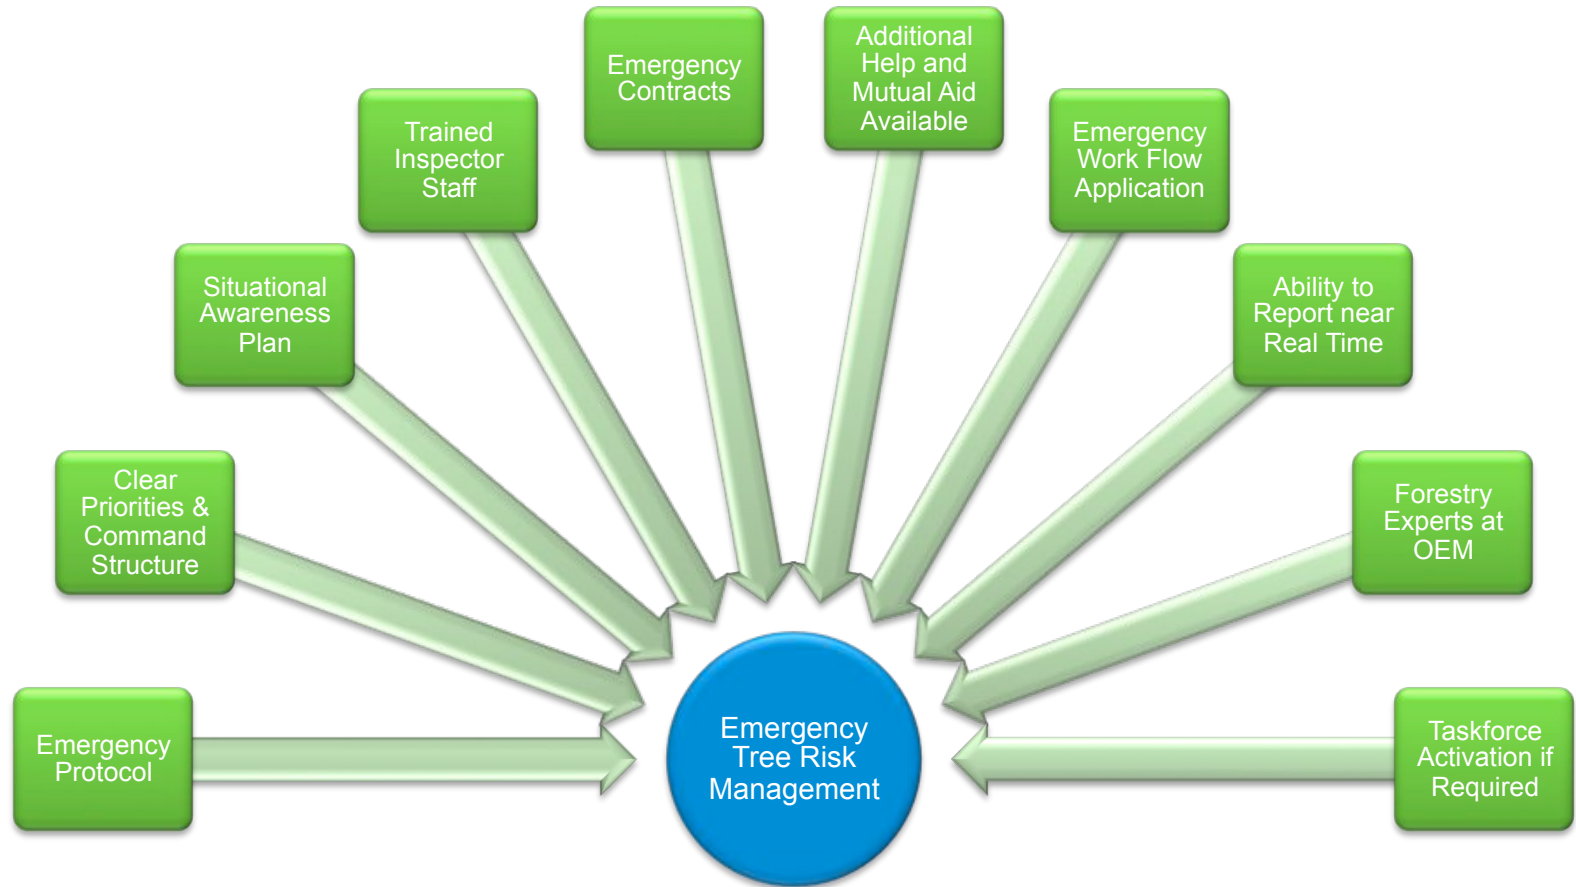 Emergency
Protocol
Clear
Priorities &
Command
Structure
Situational
Awareness
Plan
Trained
Inspector
Staff
Emergency
Contracts
Additional
Help and
Mutual Aid
Available
Emergency
Work Flow
Application
Ability to
Report near
Real Time
Forestry
Experts at
OEM
Taskforce
Activation if
Required
Emergency
Tree Risk
Management